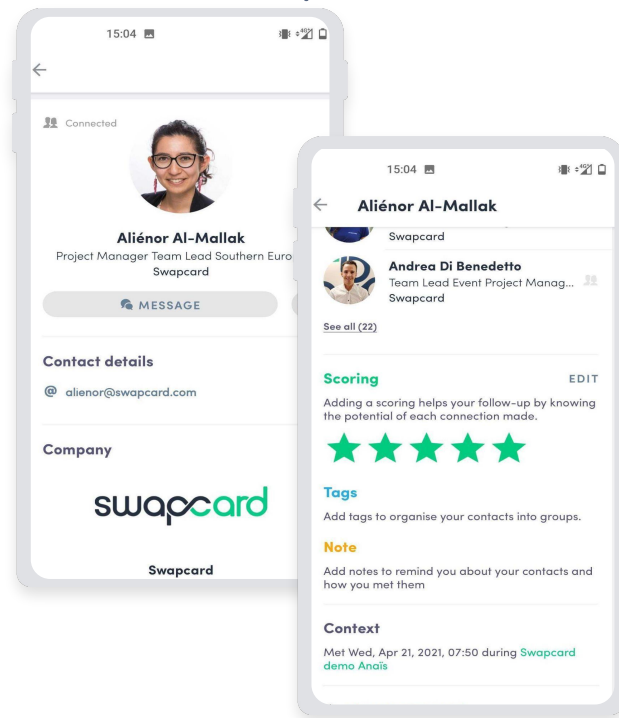 15:04
Connected
Aliénor Al-Mallak
Project Manager Team Lead Southern Euro
Swapcard
MESSAGE
Contact details
@ alienor@swapcard.com
Company
swapcard
Swapcard
15:04
Aliénor Al-Mallak
Swapcard
Andrea Di Benedetto
Team Lead Event Project Manag...
Swapcard
See all (22)
Scoring EDIT
Adding a scoring helps your follow-up by knowing
the potential of each connection made.
Tags
Add tags to organise your contacts into groups.
Note
Add notes to remind you about your contacts and
how you met them
Context
Met Wed, Apr 21, 2021, 07:50 during Swapcard
demo Anaïs